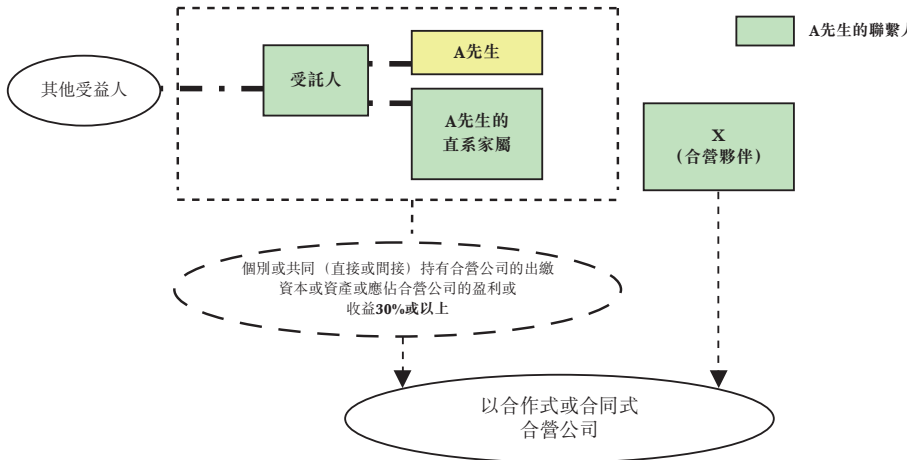 A先生的聯繫人
A先生
其他受益人
受託人
A先生的
直系家屬
X
（合營夥伴）
個別或共同（直接或間接）持有合營公司的出繳
資本或資產或應佔合營公司的盈利或
收益30%或以上
以合作式或合同式
合營公司